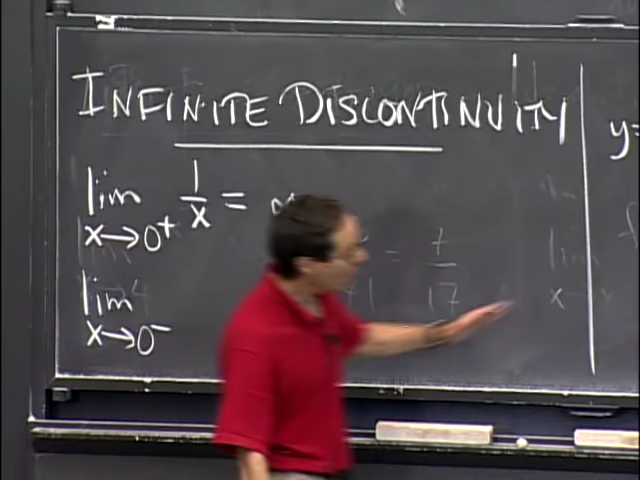 INFINITE DISCONTINUITY
lim x→0⁺ 1/x = ∞
lim x→0⁻
y=